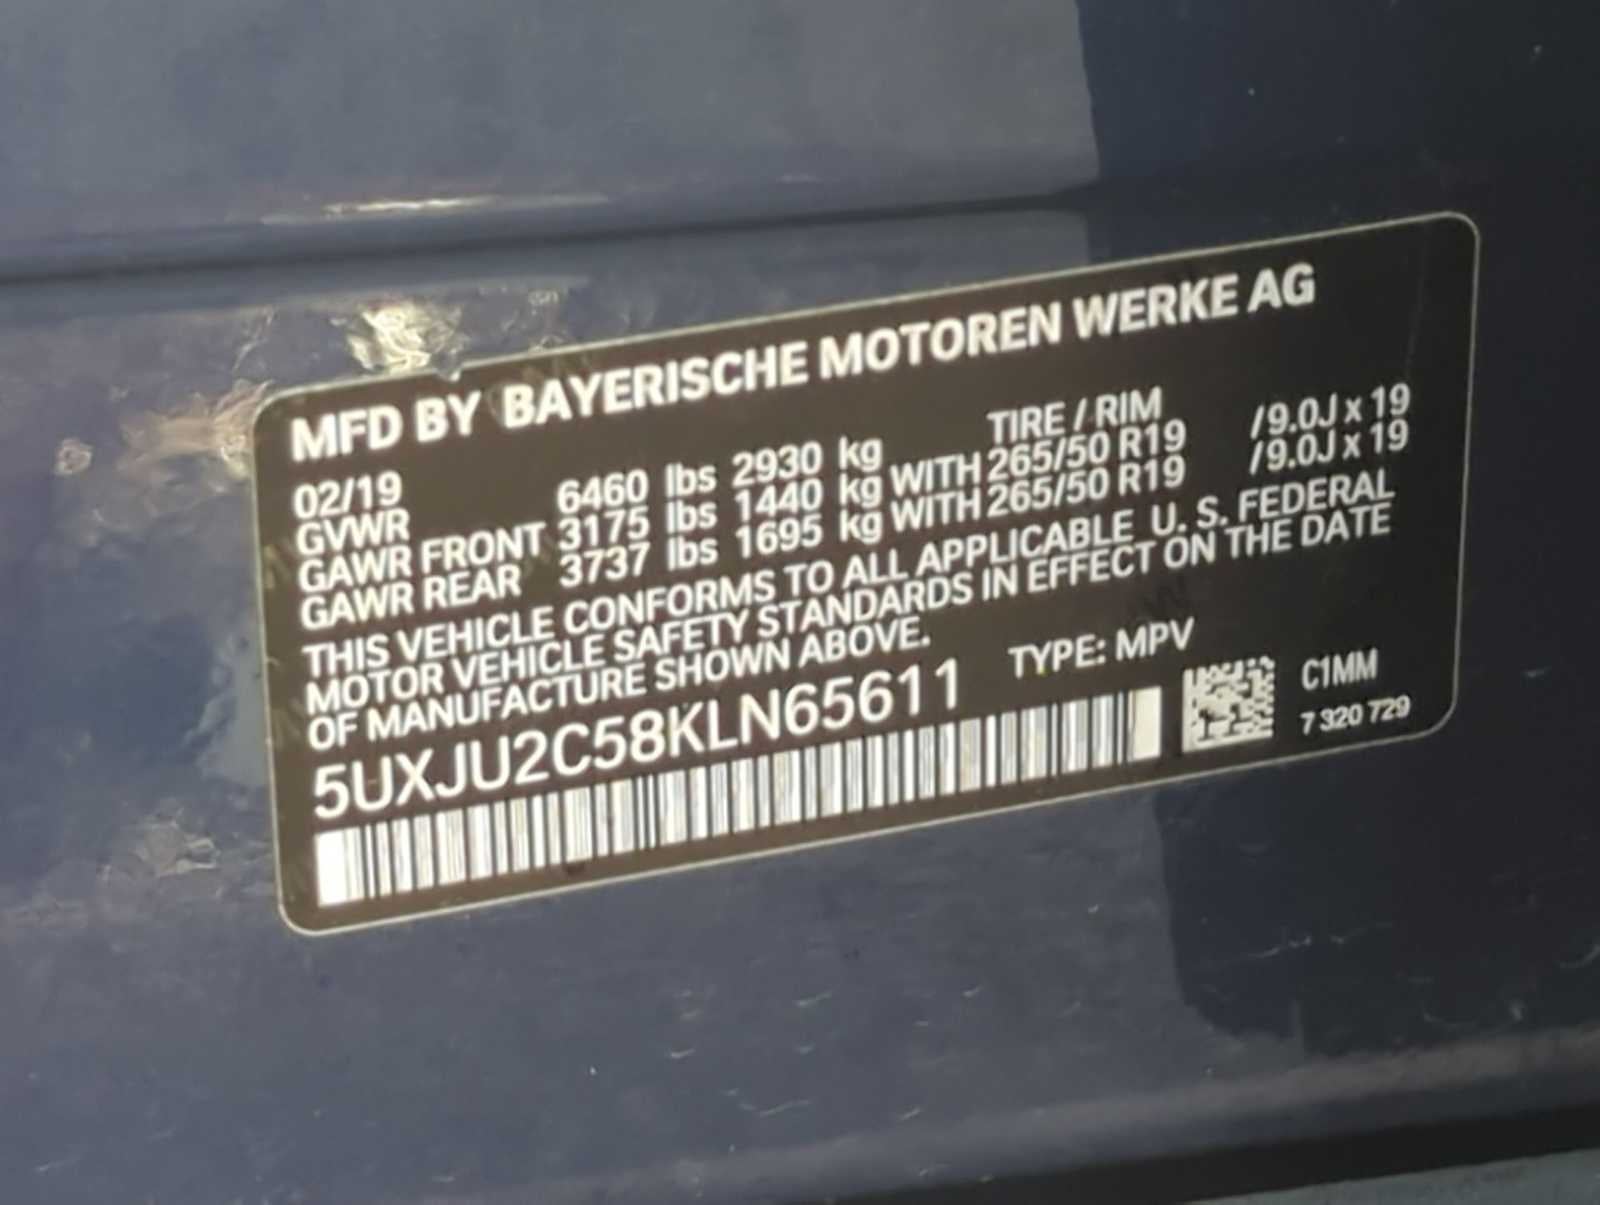 MFD BY BAYERISCHE MOTOREN WERKE AG
02/19 TIRE / RIM
GVWR 6460 lbs 2930 kg
GAWR FRONT 3175 lbs 1440 kg WITH 265/50 R19 /9.0J x 19
GAWR REAR 3737 lbs 1695 kg WITH 265/50 R19 /9.0J x 19
THIS VEHICLE CONFORMS TO ALL APPLICABLE U. S. FEDERAL
MOTOR VEHICLE SAFETY STANDARDS IN EFFECT ON THE DATE
OF MANUFACTURE SHOWN ABOVE.
5UXJU2C58KLN65611 TYPE: MPV
C1MM
7 320 729